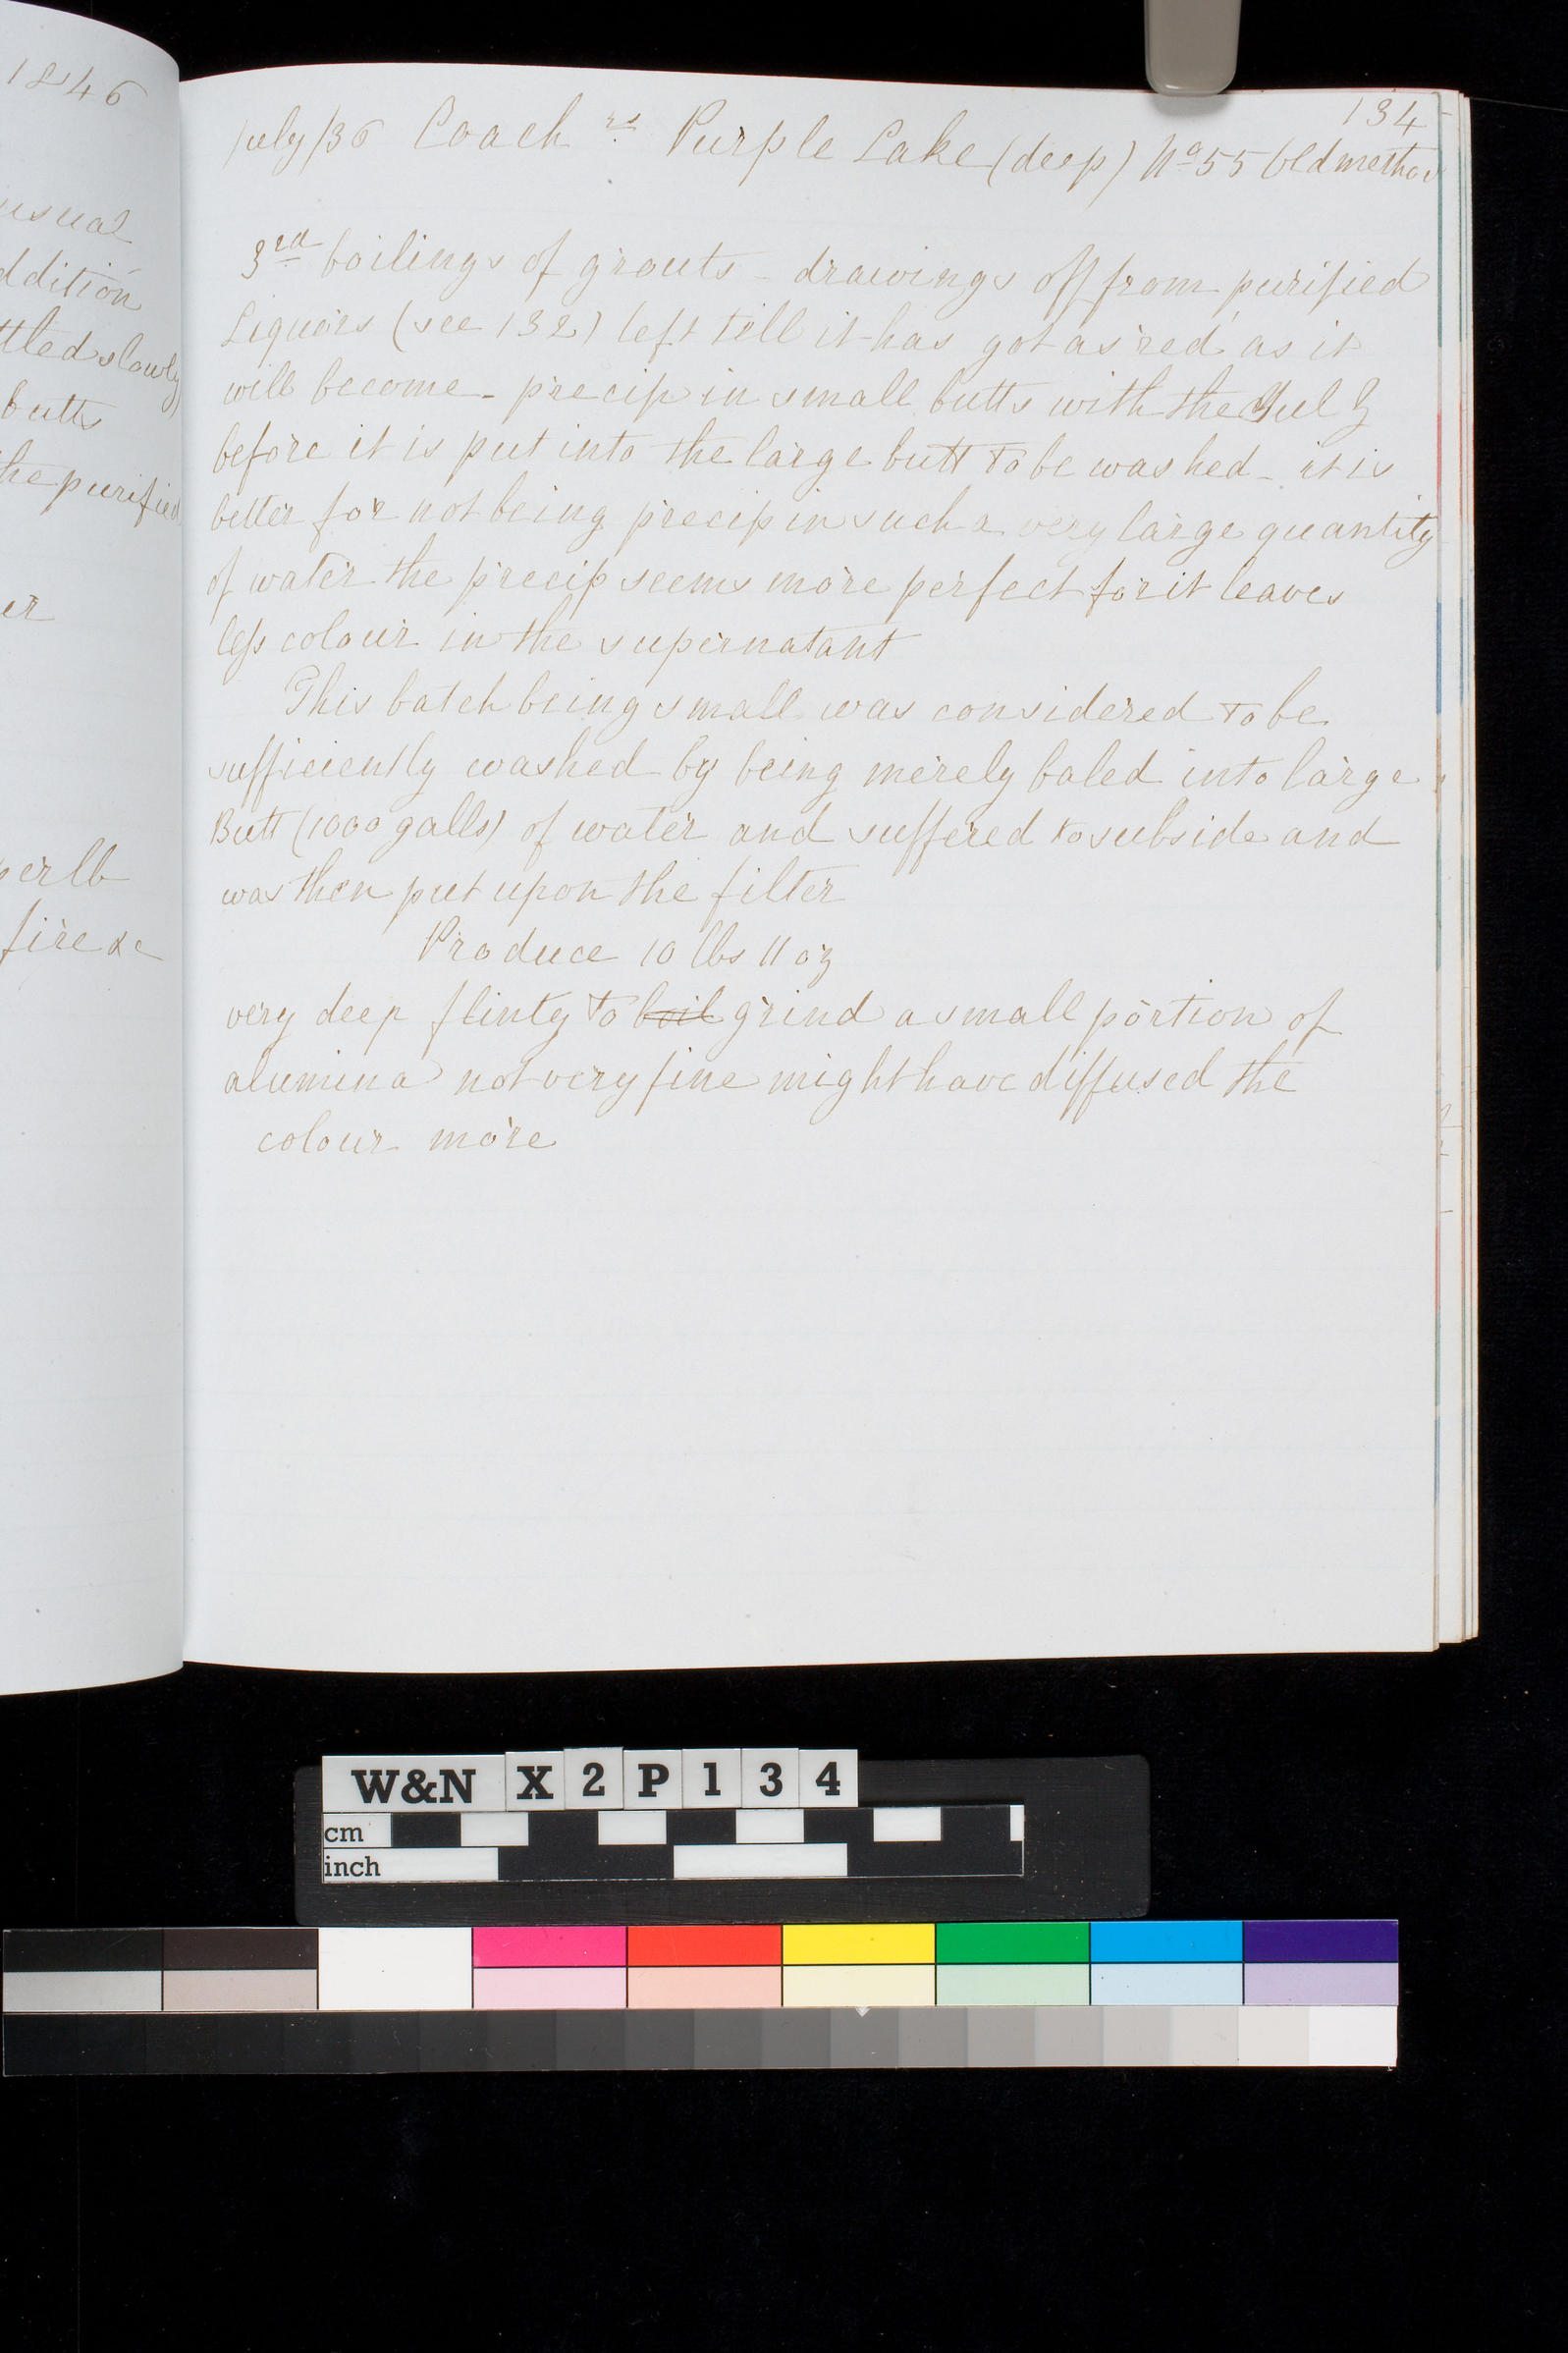 1846
usual
ddition
ttled slowly
butts
he purified
er
per lb
fire &c
134
July/36 Coach rs Purple Lake (deep) No 55 Old method
3rd boilings of grouts - drawings off from purified
Liquors (see 132) left till it has got as red as it
will become - precip in small butts with the Sul Z
before it is put into the large butt to be washed - it is
better for not being precip in such a very large quantity
of water the precip seems more perfect for it leaves
less colour in the supernatant
This batch being small was considered to be
sufficiently washed by being merely baled into large
Butt (1000 galls) of water and suffered to subside and
was then put upon the filter
Produce 10 lbs 11 oz
very deep flinty to boil grind a small portion of
alumina not very fine might have diffused the
colour more
W&N X 2 P 1 3 4
cm
inch